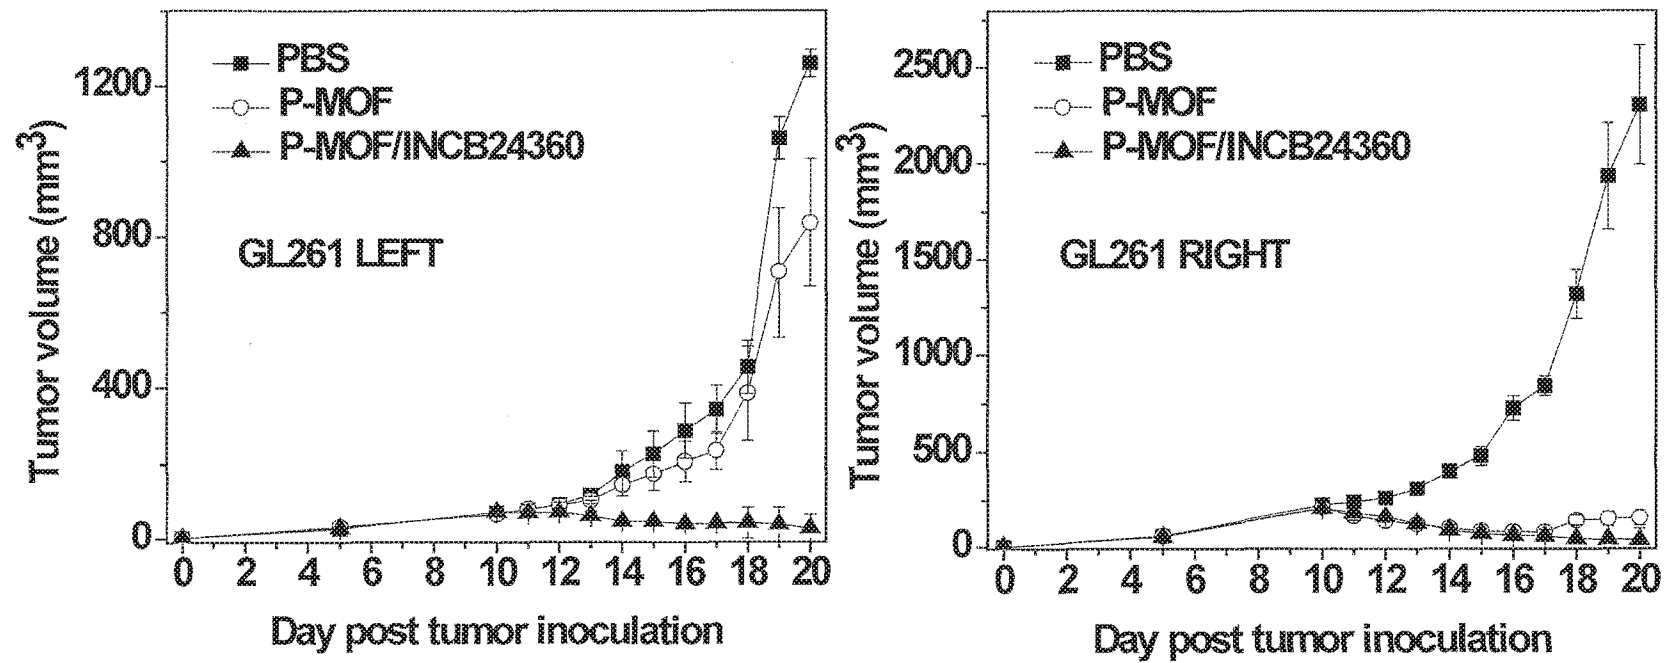 PBS
P-MOF
P-MOF/INCB24360
GL261 LEFT
Tumor volume (mm³)
1200
800
400
0
0 2 4 6 8 10 12 14 16 18 20
Day post tumor inoculation
PBS
P-MOF
P-MOF/INCB24360
GL261 RIGHT
Tumor volume (mm³)
2500
2000
1500
1000
500
0
0 2 4 6 8 10 12 14 16 18 20
Day post tumor inoculation